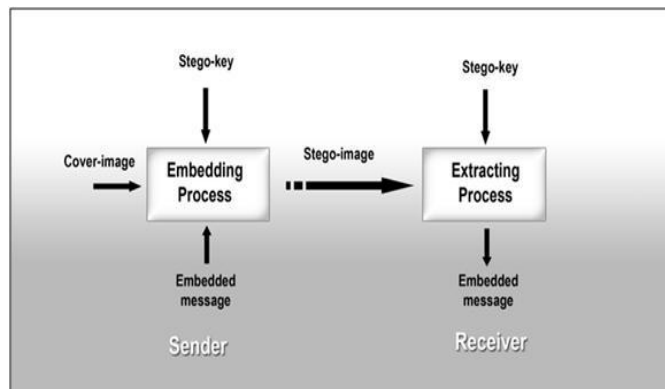 Stego-key
Stego-key
Cover-image
Embedding
Process
Stego-image
Extracting
Process
Embedded
message
Embedded
message
Sender
Receiver